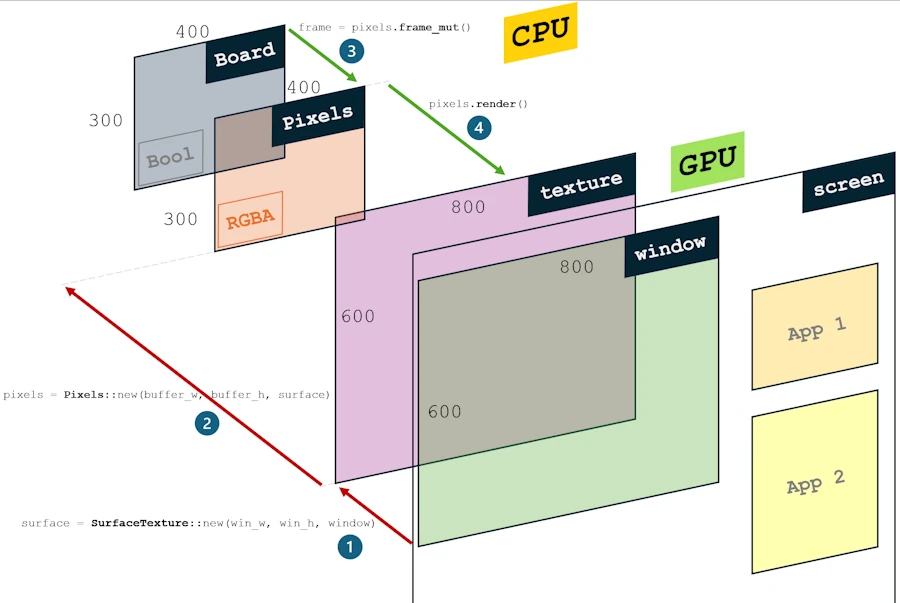 400
frame = pixels.frame_mut()
CPU
3
Board
400
Pixels
pixels.render()
300
4
Bool
GPU
texture
screen
300
RGBA
800
window
800
600
App 1
pixels = Pixels::new(buffer_w, buffer_h, surface)
2
600
App 2
surface = SurfaceTexture::new(win_w, win_h, window)
1